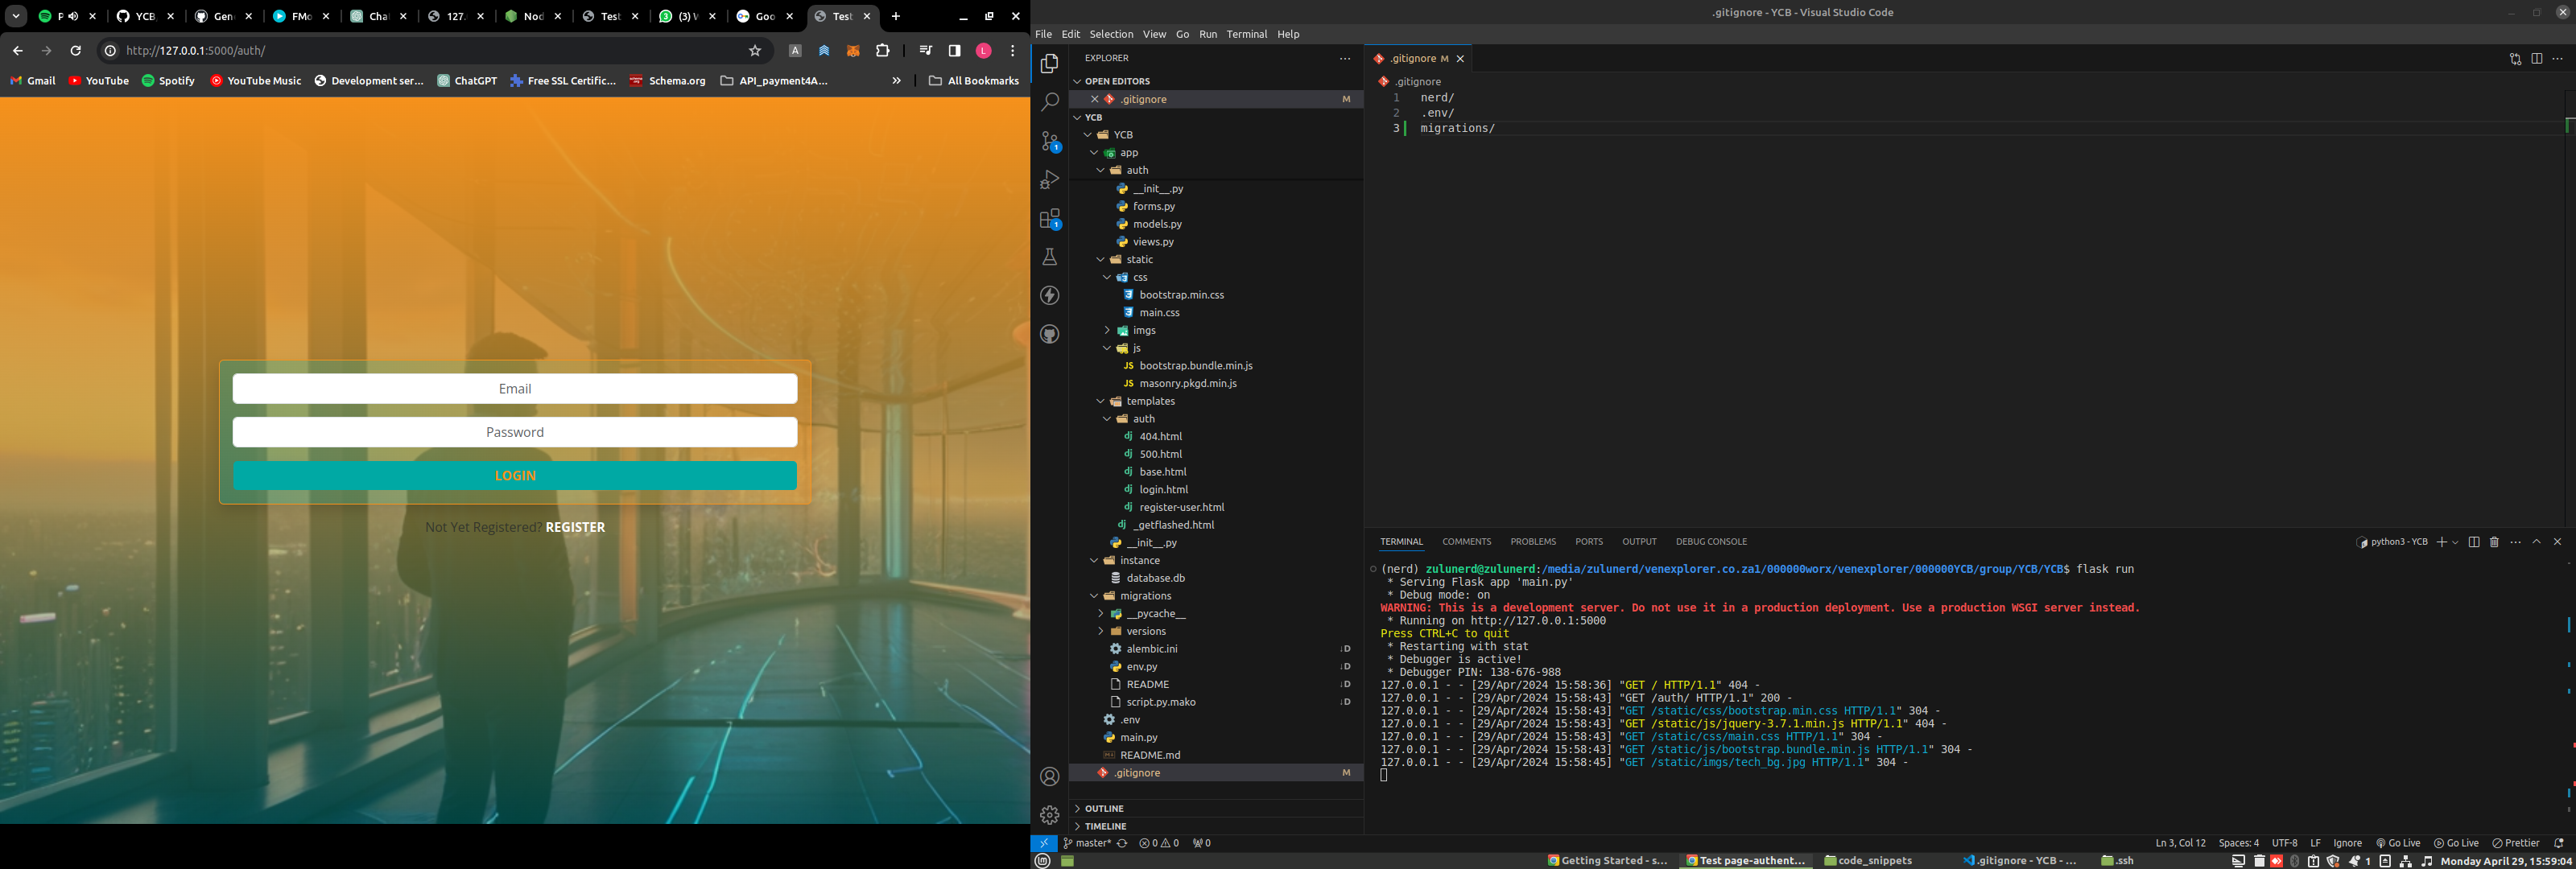 P
YCB,
Gene
FMo
Cha
127.
Nod
Test
(3) W
Goo
Test
http://127.0.0.1:5000/auth/
Gmail
YouTube
Spotify
YouTube Music
Development ser...
ChatGPT
Free SSL Certific...
Schema.org
API_payment4A...
All Bookmarks
Email
Password
LOGIN
Not Yet Registered? REGISTER
.gitignore - YCB - Visual Studio Code
File Edit Selection View Go Run Terminal Help
EXPLORER
OPEN EDITORS
.gitignore M
YCB
YCB
app
auth
__init__.py
forms.py
models.py
views.py
static
css
bootstrap.min.css
main.css
imgs
js
JS bootstrap.bundle.min.js
JS masonry.pkgd.min.js
templates
auth
dj 404.html
dj 500.html
dj base.html
dj login.html
dj register-user.html
dj _getflashed.html
__init__.py
instance
database.db
migrations
__pycache__
versions
alembic.ini ↓D
env.py ↓D
README ↓D
script.py.mako ↓D
.env
main.py
README.md
.gitignore M
OUTLINE
TIMELINE
.gitignore M
.gitignore
1 nerd/
2 .env/
3 migrations/
TERMINAL COMMENTS PROBLEMS PORTS OUTPUT DEBUG CONSOLE
python3 - YCB
(nerd) zulunerd@zulunerd:/media/zulunerd/venexplorer.co.za1/000000worx/venexplorer/000000YCB/group/YCB/YCB$ flask run
* Serving Flask app 'main.py'
* Debug mode: on
WARNING: This is a development server. Do not use it in a production deployment. Use a production WSGI server instead.
* Running on http://127.0.0.1:5000
Press CTRL+C to quit
* Restarting with stat
* Debugger is active!
* Debugger PIN: 138-676-988
127.0.0.1 - - [29/Apr/2024 15:58:36] "GET / HTTP/1.1" 404 -
127.0.0.1 - - [29/Apr/2024 15:58:43] "GET /auth/ HTTP/1.1" 200 -
127.0.0.1 - - [29/Apr/2024 15:58:43] "GET /static/css/bootstrap.min.css HTTP/1.1" 304 -
127.0.0.1 - - [29/Apr/2024 15:58:43] "GET /static/js/jquery-3.7.1.min.js HTTP/1.1" 404 -
127.0.0.1 - - [29/Apr/2024 15:58:43] "GET /static/css/main.css HTTP/1.1" 304 -
127.0.0.1 - - [29/Apr/2024 15:58:43] "GET /static/js/bootstrap.bundle.min.js HTTP/1.1" 304 -
127.0.0.1 - - [29/Apr/2024 15:58:45] "GET /static/imgs/tech_bg.jpg HTTP/1.1" 304 -
master* 0 0 0
Ln 3, Col 12 Spaces: 4 UTF-8 LF Ignore Go Live Go Live Prettier
Getting Started - s...
Test page-authent...
code_snippets
.gitignore - YCB - ...
.ssh
1
Monday April 29, 15:59:04